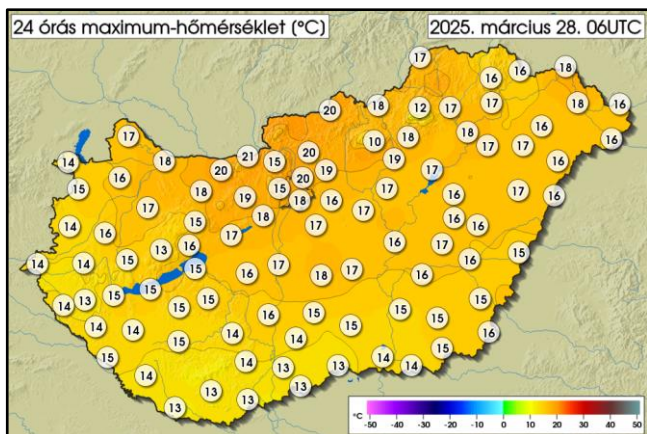 24 órás maximum-hőmérséklet (°C)
2025. március 28. 06UTC
17
16 16 18
20 18 12 17 17 18 16
17 10 18 18 16 16
14 18 20 21 15 20 19 17 17 16
15 16 18 15 20 19 17
17 19 18 16 17 16 17 16
14 16 15 18 17 17 16 16
14 14 15 13 16 17 16 17 16 15
15 16 17 18 17 16
14 13 15 15 15 15 16 15 15 15 15
14 14 15 14 14 15 16
15 14 14 13 13 14 14 15
13 13 13 13
°C
-50 -40 -30 -20 -10 0 10 20 30 40 50